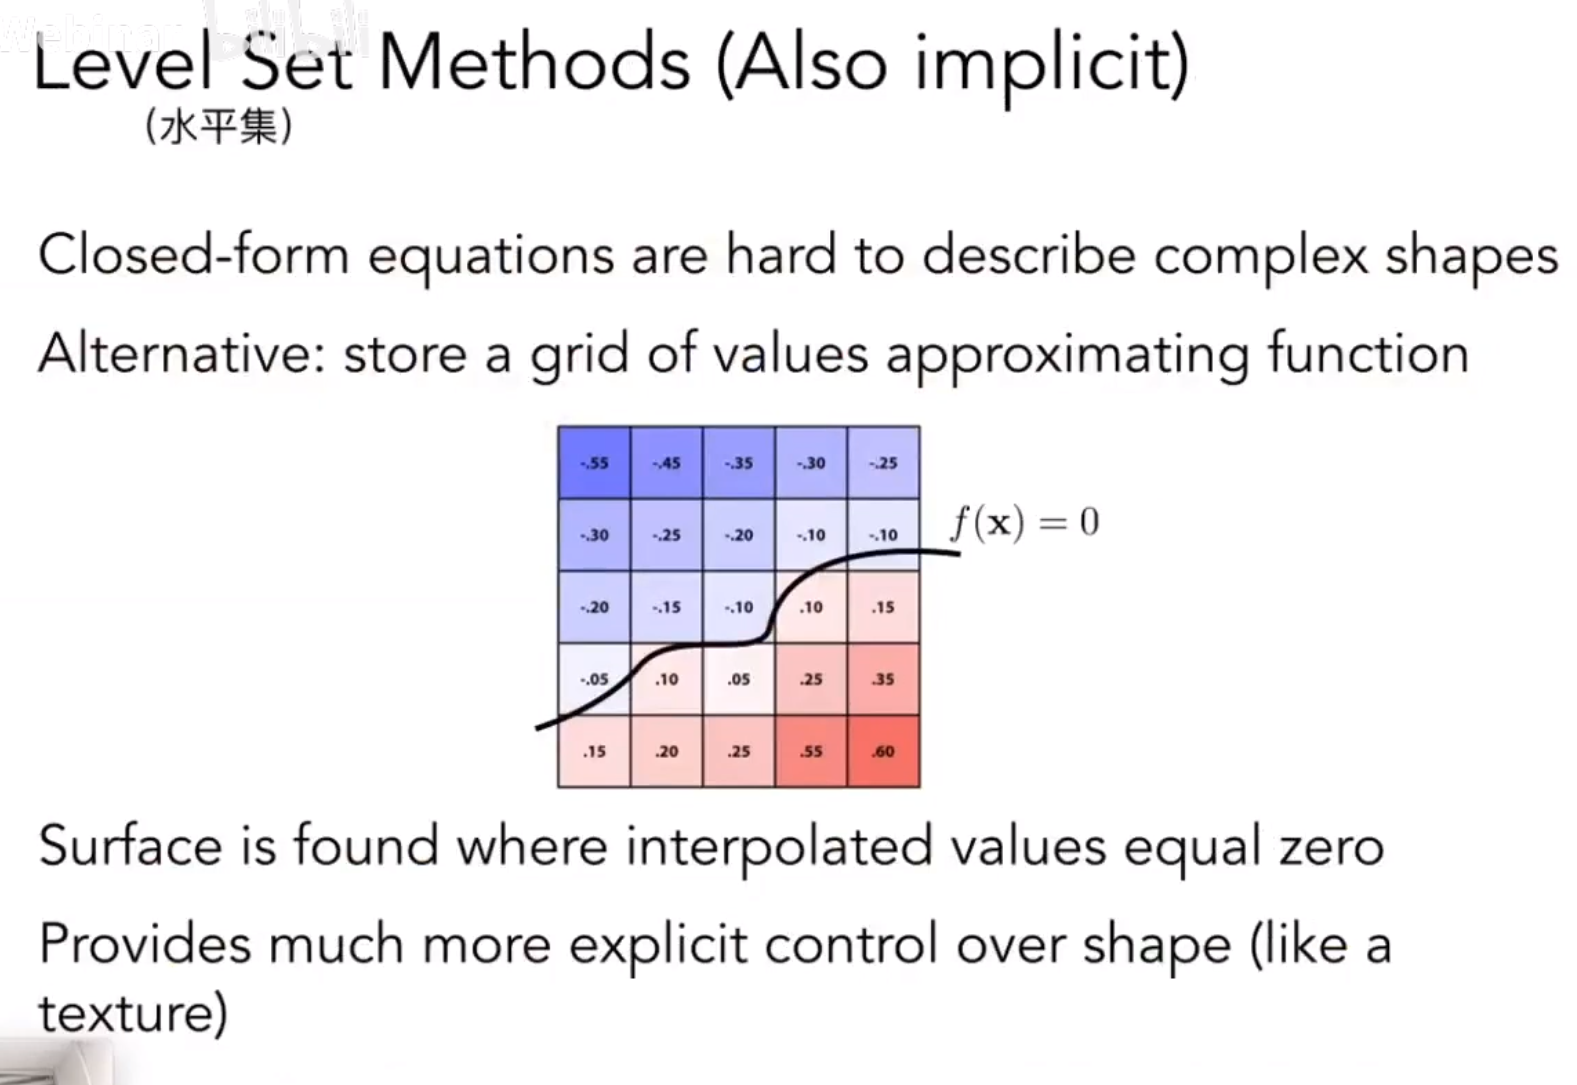 Webinar bilibili
Level Set Methods (Also implicit)
(水平集)
Closed-form equations are hard to describe complex shapes
Alternative: store a grid of values approximating function
-.55 -.45 -.35 -.30 -.25
-.30 -.25 -.20 -.10 -.10
f(x) = 0
-.20 -.15 -.10 .10 .15
-.05 .10 .05 .25 .35
.15 .20 .25 .55 .60
Surface is found where interpolated values equal zero
Provides much more explicit control over shape (like a
texture)